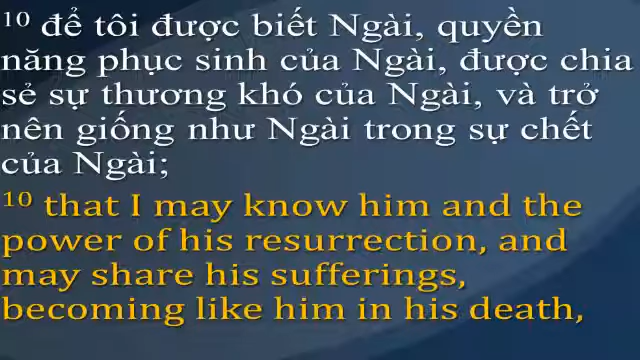 ¹⁰ để tôi được biết Ngài, quyền
năng phục sinh của Ngài, được chia
sẻ sự thương khó của Ngài, và trở
nên giống như Ngài trong sự chết
của Ngài;
¹⁰ that I may know him and the
power of his resurrection, and
may share his sufferings,
becoming like him in his death,